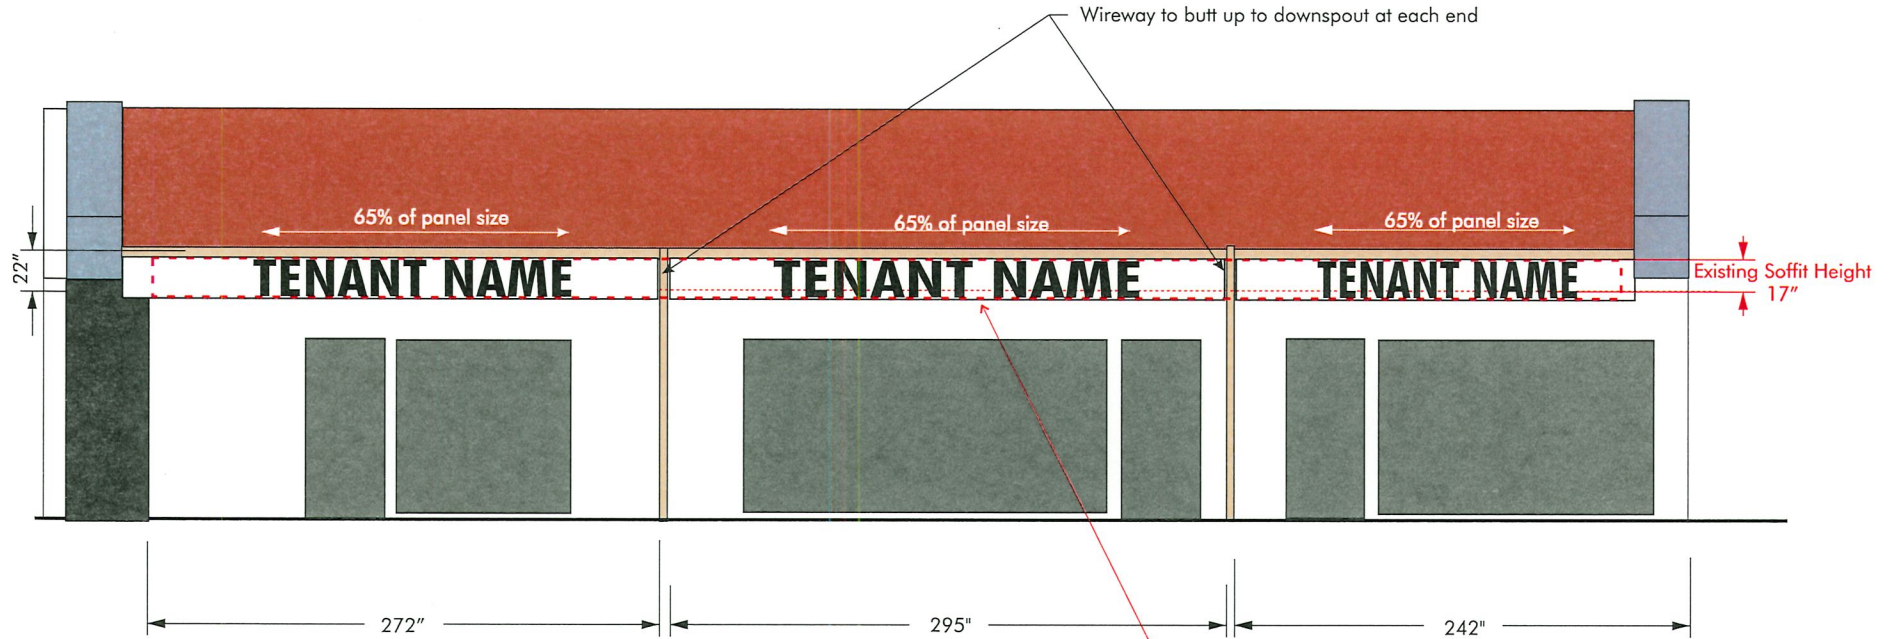 Wireway to butt up to downspout at each end
65% of panel size
65% of panel size
65% of panel size
22"
TENANT NAME
TENANT NAME
TENANT NAME
Existing Soffit Height
17"
272"
295"
242"